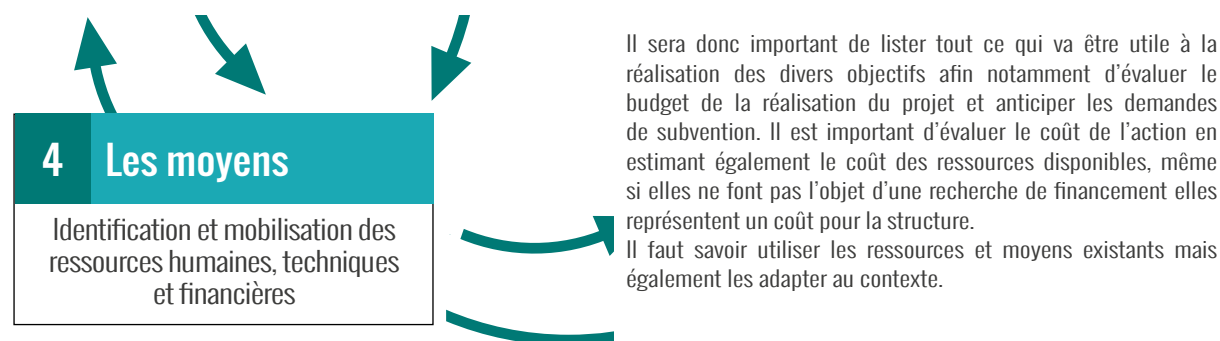 4 Les moyens
Identification et mobilisation des
ressources humaines, techniques
et financières
Il sera donc important de lister tout ce qui va être utile à la
réalisation des divers objectifs afin notamment d’évaluer le
budget de la réalisation du projet et anticiper les demandes
de subvention. Il est important d’évaluer le coût de l’action en
estimant également le coût des ressources disponibles, même
si elles ne font pas l’objet d’une recherche de financement elles
représentent un coût pour la structure.
Il faut savoir utiliser les ressources et moyens existants mais
également les adapter au contexte.